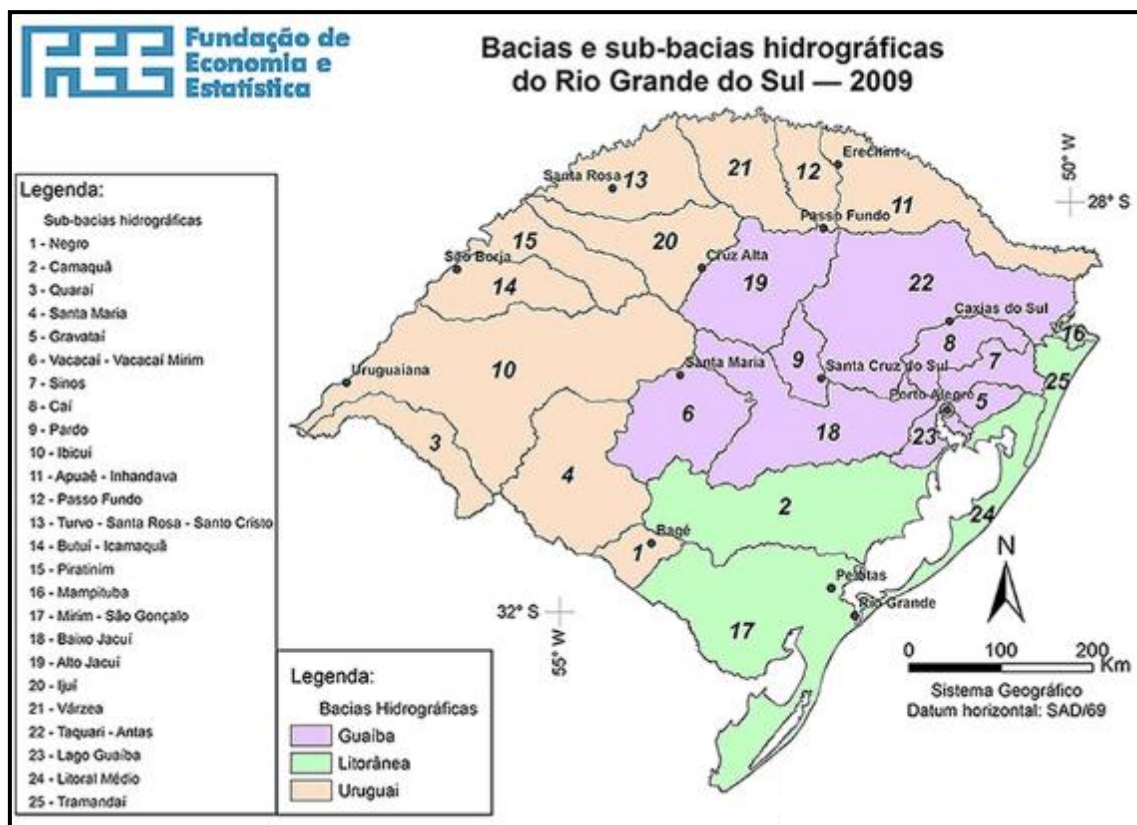 Fundação de
Economia e
Estatística
Bacias e sub-bacias hidrográficas
do Rio Grande do Sul — 2009
Legenda:
Sub-bacias hidrográficas
1 - Negro
2 - Camaquã
3 - Quaraí
4 - Santa Maria
5 - Gravataí
6 - Vacacaí - Vacacaí Mirim
7 - Sinos
8 - Caí
9 - Pardo
10 - Ibicuí
11 - Apuaê - Inhandava
12 - Passo Fundo
13 - Turvo - Santa Rosa - Santo Cristo
14 - Butuí - Icamaquã
15 - Piratinim
16 - Mampituba
17 - Mirim - São Gonçalo
18 - Baixo Jacuí
19 - Alto Jacuí
20 - Ijuí
21 - Várzea
22 - Taquari - Antas
23 - Lago Guaíba
24 - Litoral Médio
25 - Tramandaí
50° W
28° S
Erechim
Santa Rosa
13
21
12
11
Passo Fundo
15
20
São Borja
Cruz Alta
14
19
22
Caxias do Sul
16
8
7
10
Santa Maria
9
Santa Cruz do Sul
25
Uruguaiana
Porto Alegre
5
6
18
23
3
4
2
24
Bagé
1
N
Pelotas
Rio Grande
32° S
55° W
17
0 100 200
Km
Sistema Geográfico
Datum horizontal: SAD/69
Legenda:
Bacias Hidrográficas
Guaíba
Litorânea
Uruguai